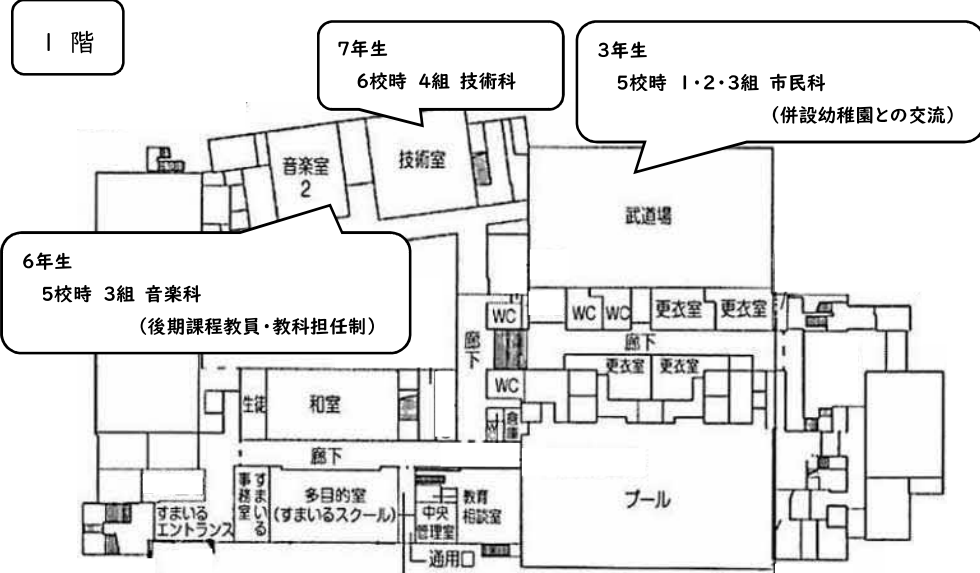 1 階
7年生
6校時 4組 技術科
3年生
5校時 1・2・3組 市民科
(併設幼稚園との交流)
音楽室
2
技術室
武道場
6年生
5校時 3組 音楽科
(後期課程教員・教科担任制)
WC
WC
WC
更衣室
更衣室
廊下
廊下
更衣室
更衣室
WC
生徒
和室
倉庫
廊下
すまいる
事務室
多目的室
(すまいるスクール)
すまいる
エントランス
中央
管理室
教育
相談室
プール
通用口